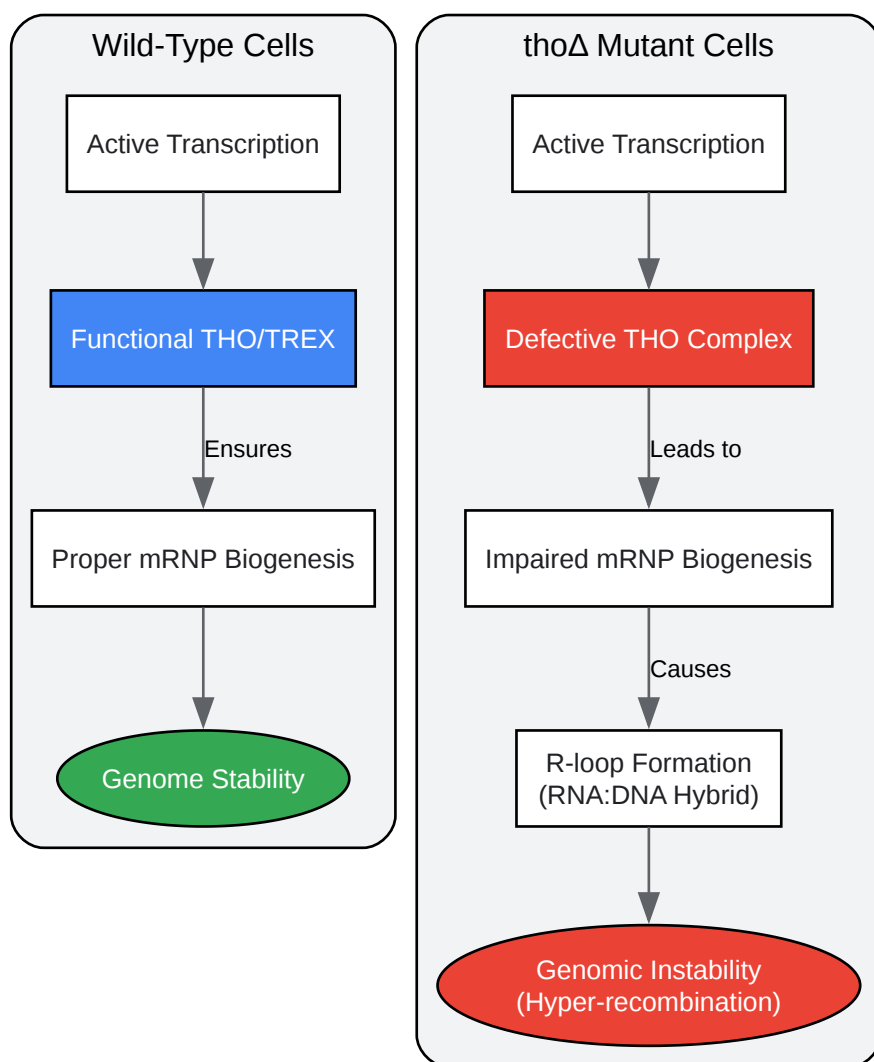 Wild-Type Cells
Active Transcription
Functional THO/TREX
Ensures
Proper mRNP Biogenesis
Genome Stability
thoΔ Mutant Cells
Active Transcription
Defective THO Complex
Leads to
Impaired mRNP Biogenesis
Causes
R-loop Formation
(RNA:DNA Hybrid)
Genomic Instability
(Hyper-recombination)